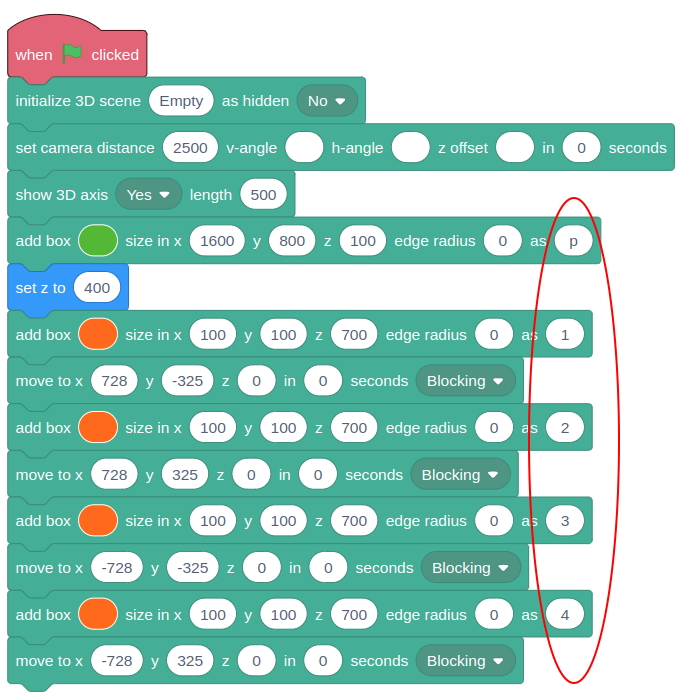 when clicked
initialize 3D scene Empty as hidden No
set camera distance 2500 v-angle h-angle z offset in 0 seconds
show 3D axis Yes length 500
add box size in x 1600 y 800 z 100 edge radius 0 as p
set z to 400
add box size in x 100 y 100 z 700 edge radius 0 as 1
move to x 728 y -325 z 0 in 0 seconds Blocking
add box size in x 100 y 100 z 700 edge radius 0 as 2
move to x 728 y 325 z 0 in 0 seconds Blocking
add box size in x 100 y 100 z 700 edge radius 0 as 3
move to x -728 y -325 z 0 in 0 seconds Blocking
add box size in x 100 y 100 z 700 edge radius 0 as 4
move to x -728 y 325 z 0 in 0 seconds Blocking